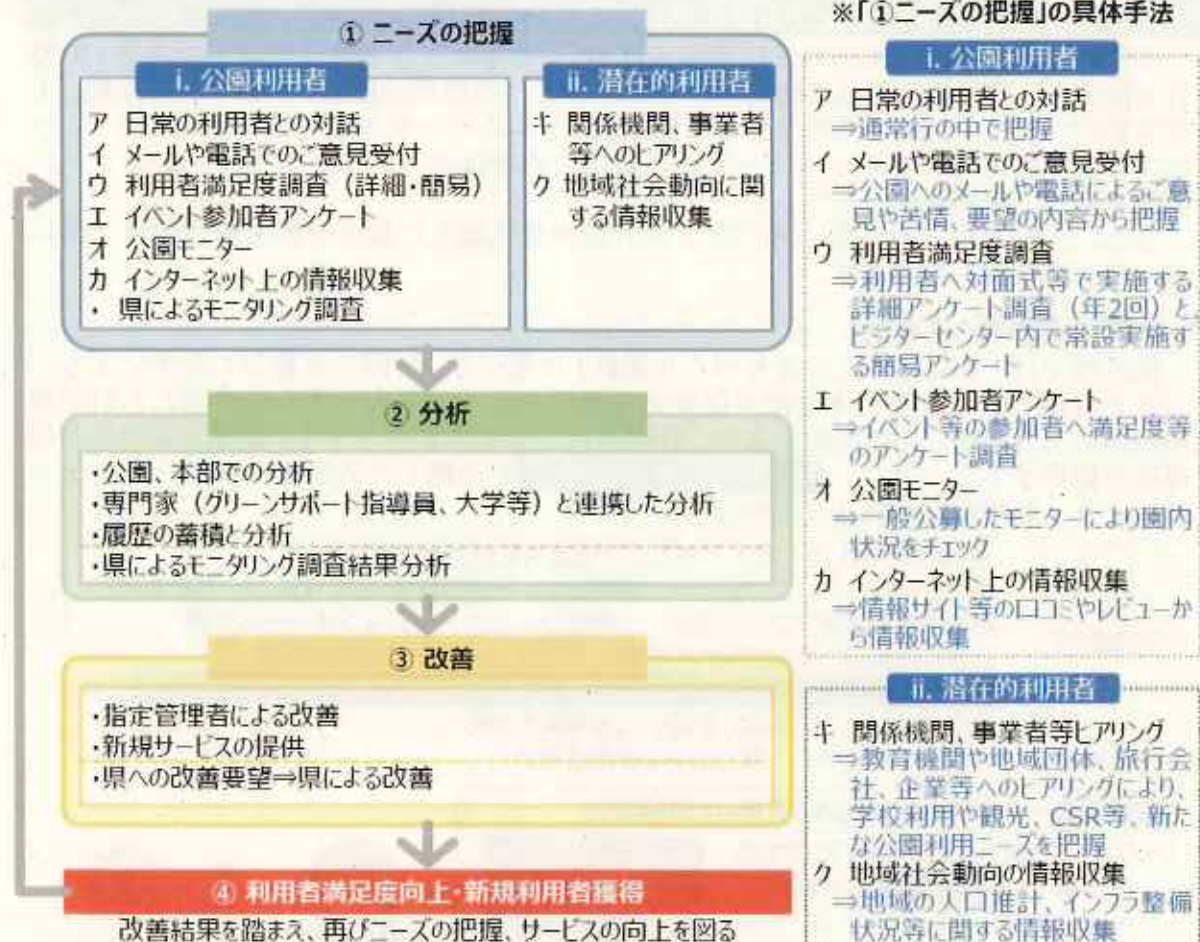 ① ニーズの把握
i. 公園利用者
ア 日常の利用者との対話
イ メールや電話でのご意見受付
ウ 利用者満足度調査（詳細・簡易）
エ イベント参加者アンケート
オ 公園モニター
カ インターネット上の情報収集
・ 県によるモニタリング調査
ii. 潜在的利用者
キ 関係機関、事業者
等へのヒアリング
ク 地域社会動向に関
する情報収集
② 分析
・公園、本部での分析
・専門家（グリーンサポート指導員、大学等）と連携した分析
・履歴の蓄積と分析
・県によるモニタリング調査結果分析
③ 改善
・指定管理者による改善
・新規サービスの提供
・県への改善要望⇒県による改善
④ 利用者満足度向上・新規利用者獲得
改善結果を踏まえ、再びニーズの把握、サービスの向上を図る
※「①ニーズの把握」の具体手法
i. 公園利用者
ア 日常の利用者との対話
⇒通常行の中で把握
イ メールや電話でのご意見受付
⇒公園へのメールや電話によるご意
見や苦情、要望の内容から把握
ウ 利用者満足度調査
⇒利用者へ対面式等で実施する
詳細アンケート調査（年2回）と
ビジターセンター内で常設実施す
る簡易アンケート
エ イベント参加者アンケート
⇒イベント等の参加者へ満足度等
のアンケート調査
オ 公園モニター
⇒一般公募したモニターにより園内
状況をチェック
カ インターネット上の情報収集
⇒情報サイト等の口コミやレビューか
ら情報収集
ii. 潜在的利用者
キ 関係機関、事業者等ヒアリング
⇒教育機関や地域団体、旅行会
社、企業等へのヒアリングにより、
学校利用や観光、CSR等、新た
な公園利用ニーズを把握
ク 地域社会動向の情報収集
⇒地域の人口推計、インフラ整備
状況等に関する情報収集